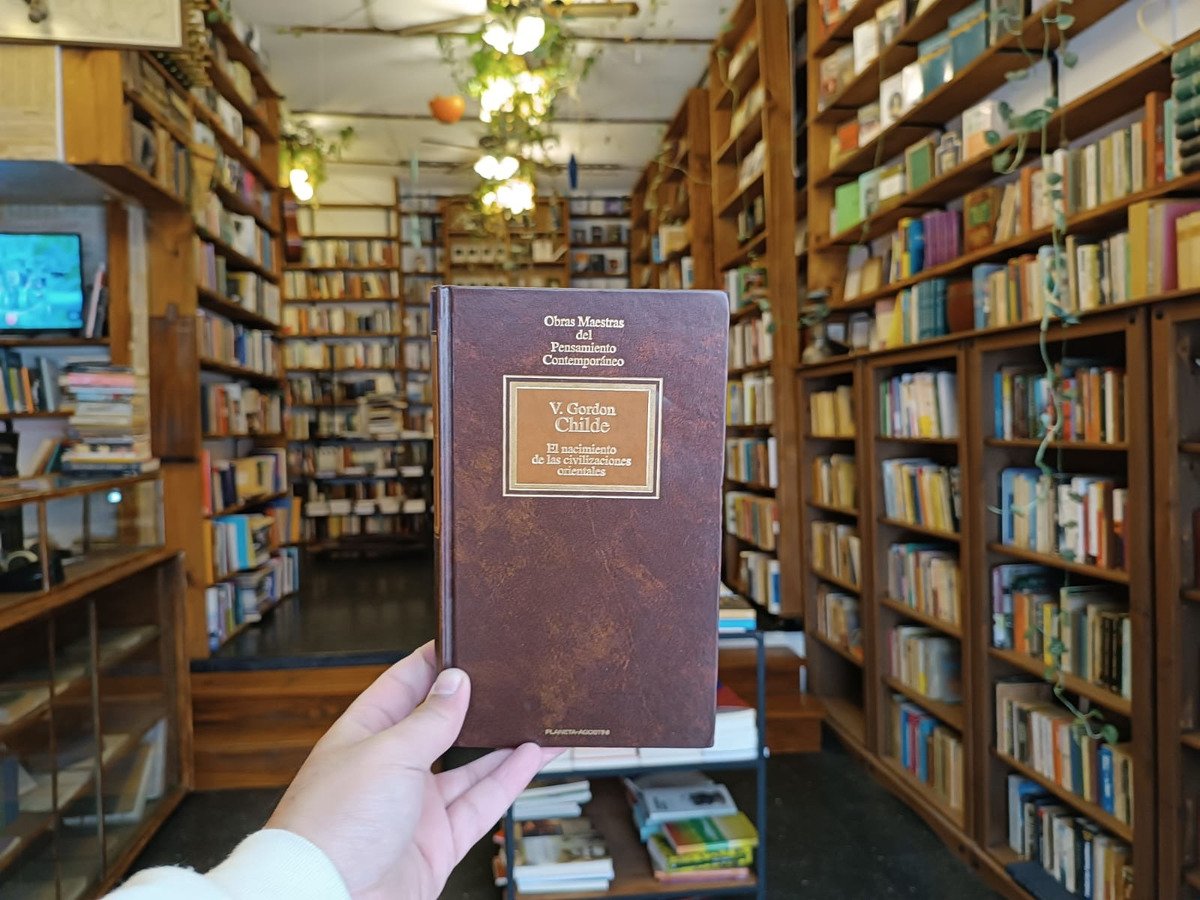 Obras Maestras
del
Pensamiento
Contemporáneo
V. Gordon
Childe
El nacimiento
de las civilizaciones
orientales
PLANETA-AGOSTINI